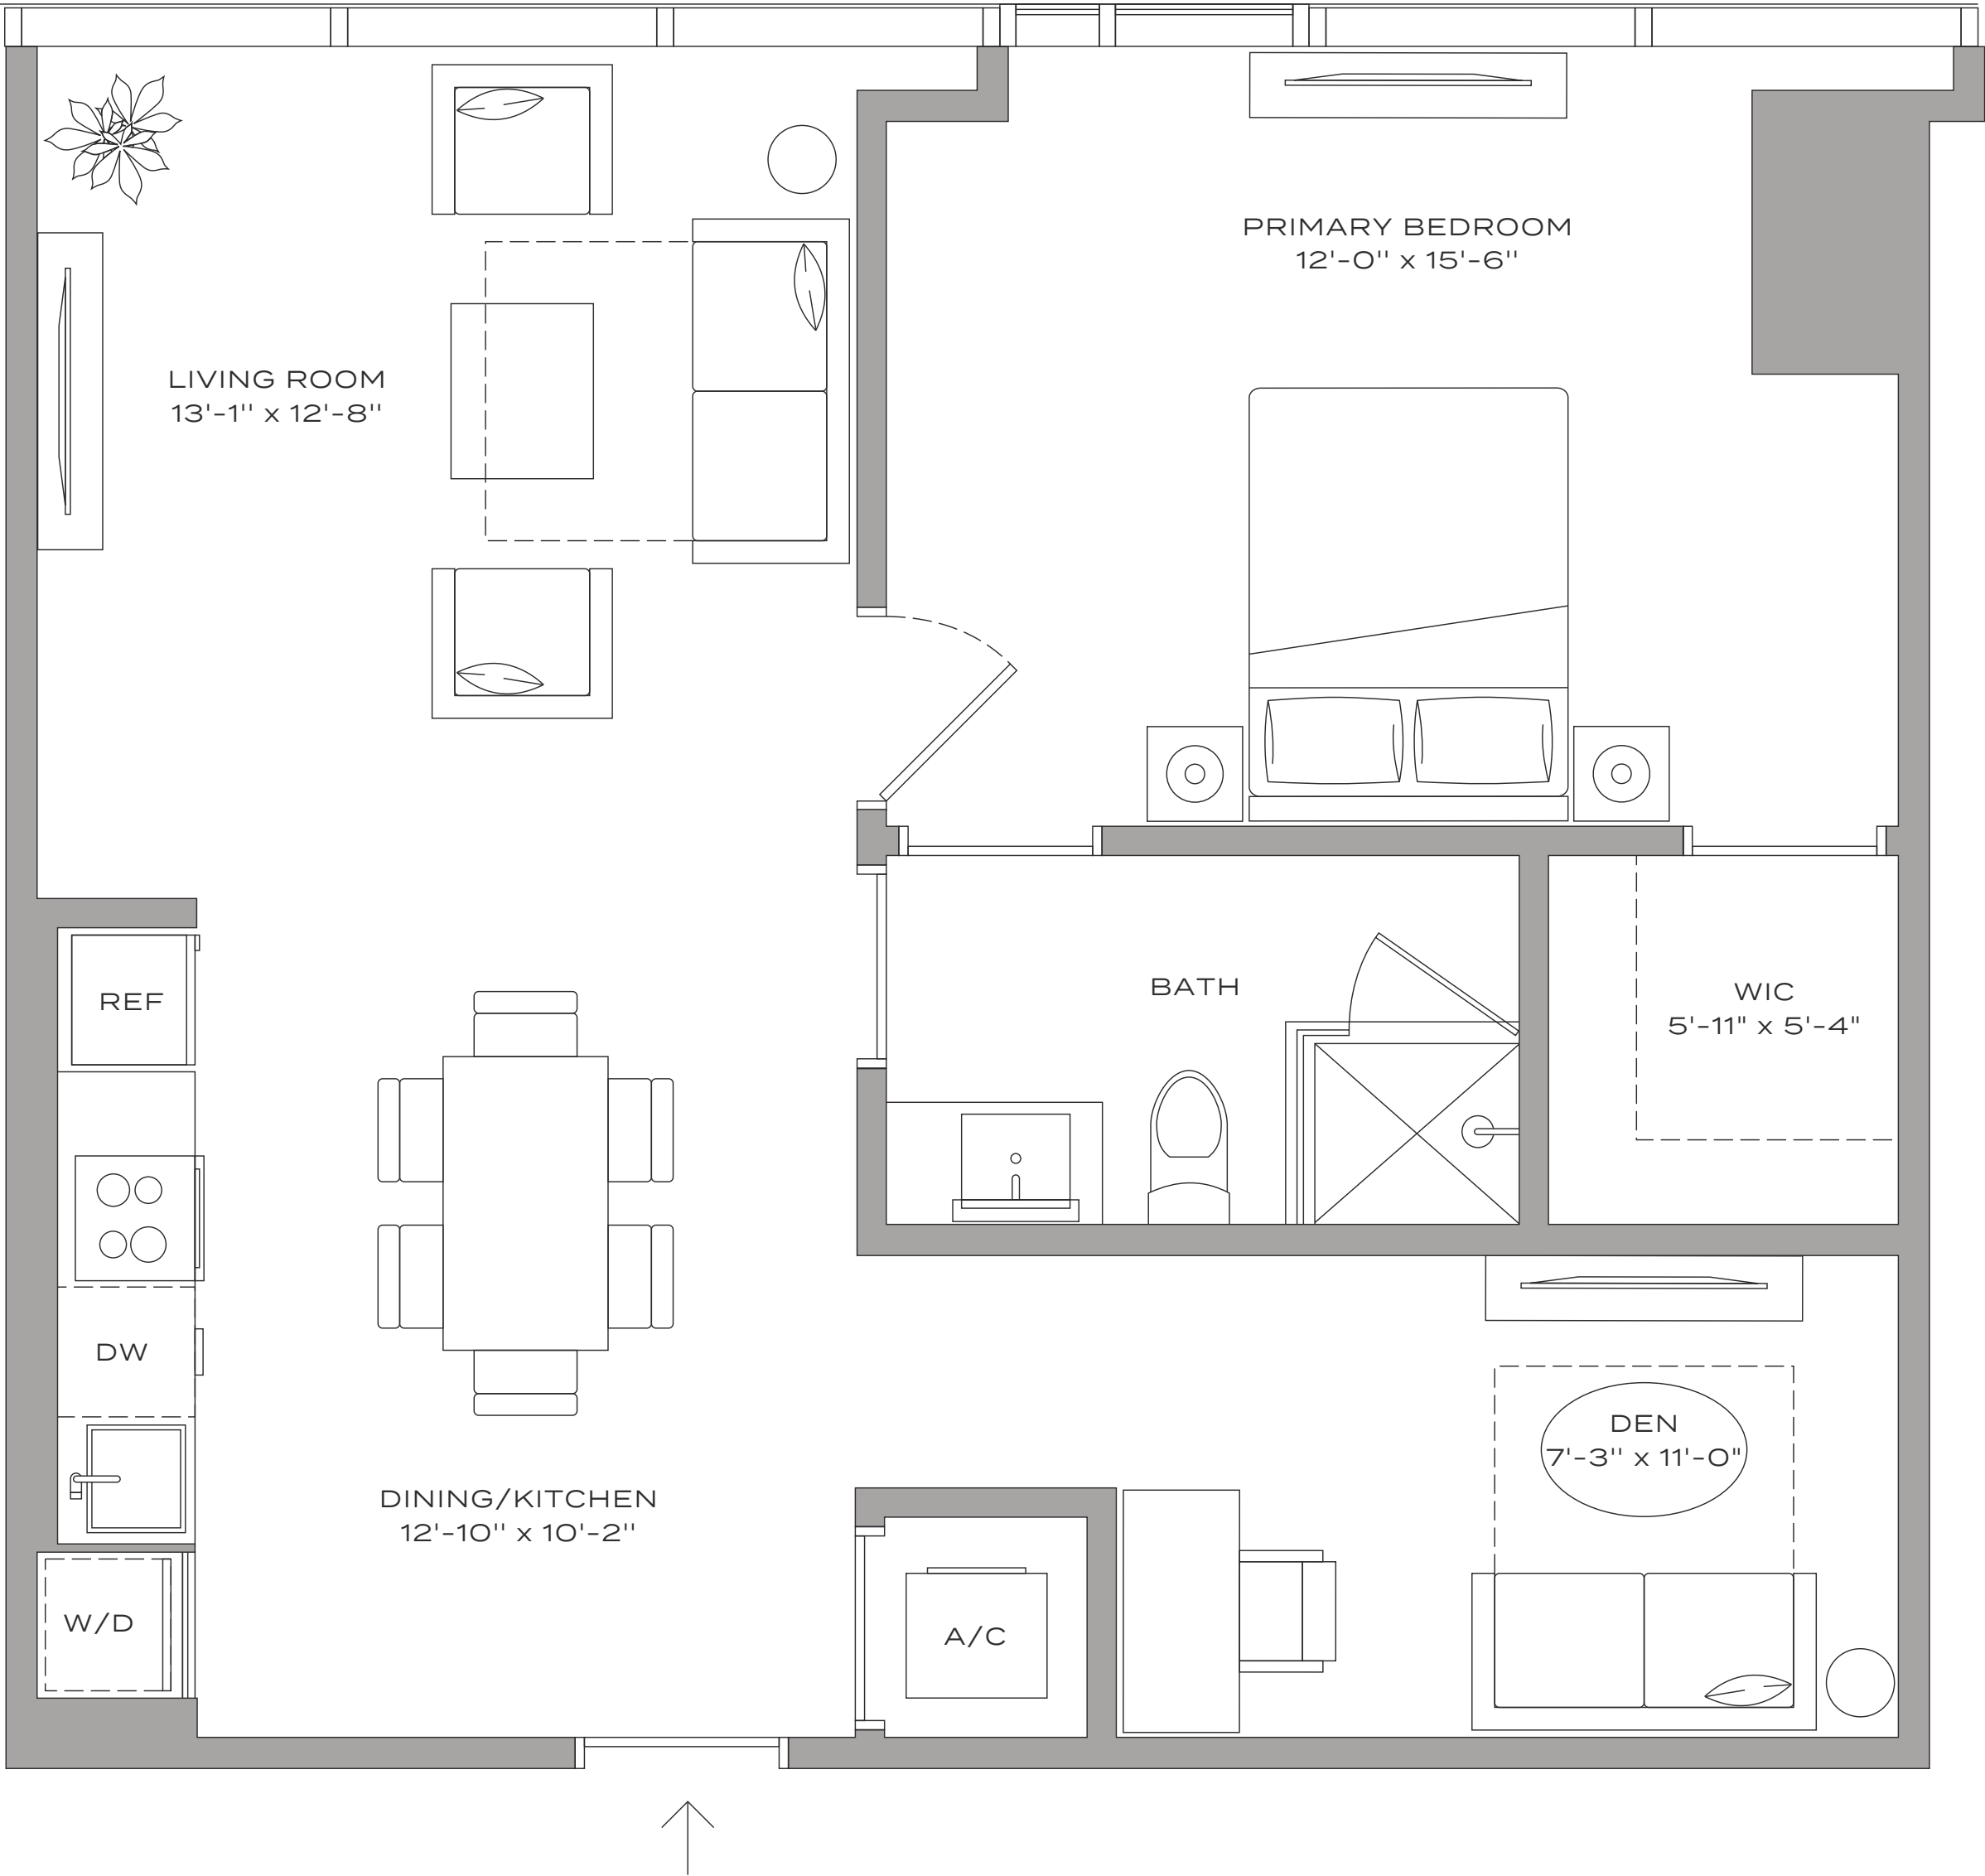 PRIMARY BEDROOM
12'-0'' x 15'-6''
LIVING ROOM
13'-1'' x 12'-8''
REF
BATH
WIC
5'-11" x 5'-4"
DW
DEN
7'-3'' x 11'-0"
DINING/KITCHEN
12'-10'' x 10'-2''
W/D
A/C